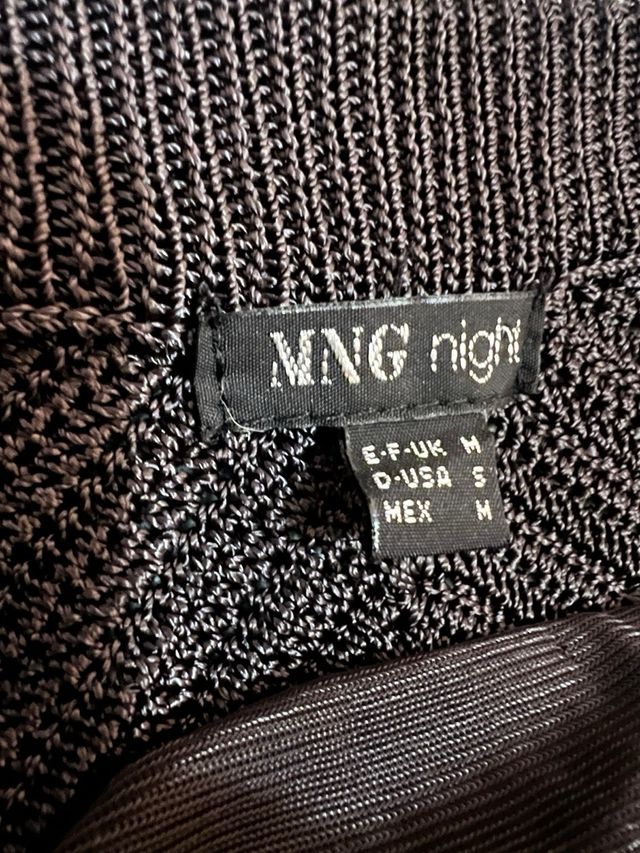 MNG night
E-F-UK M
D-USA S
MEX M